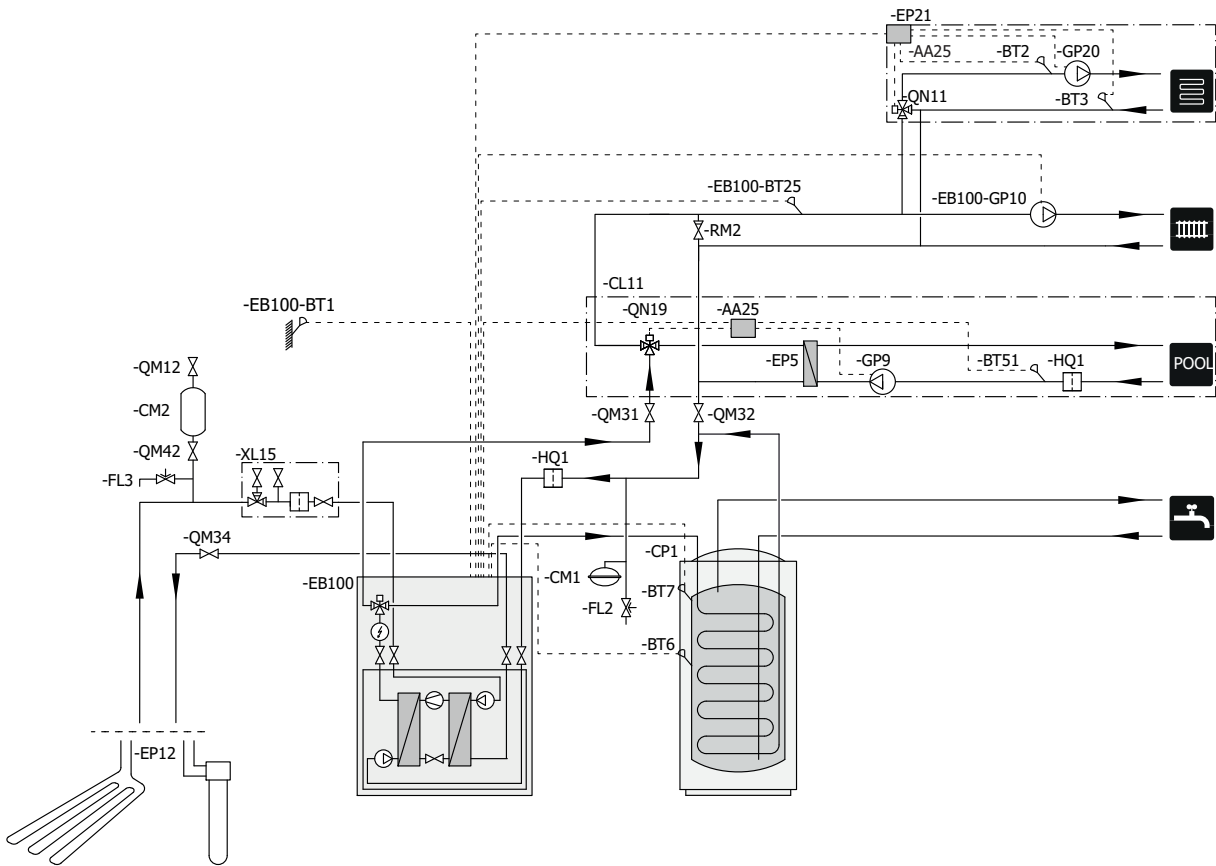 -EP21
-AA25
-BT2
-GP20
-QN11
-BT3
-EB100-BT25
-EB100-GP10
-RM2
-CL11
-EB100-BT1
-QN19
-AA25
-EP5
-GP9
-BT51
-HQ1
POOL
-QM12
-CM2
-QM42
-QM31
-QM32
-FL3
-XL15
-HQ1
-QM34
-EB100
-CM1
-CP1
-FL2
-BT7
-BT6
-EP12